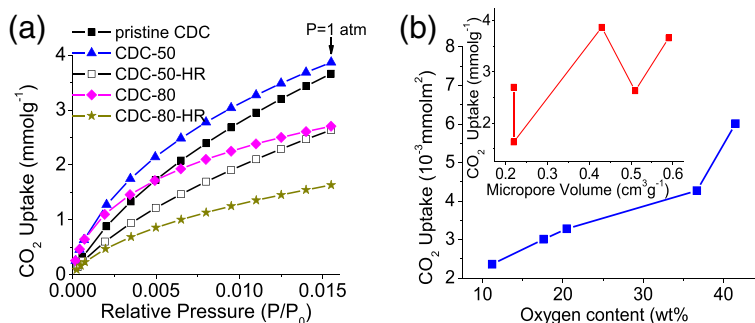 (a)
pristine CDC
CDC-50
CDC-50-HR
CDC-80
CDC-80-HR
P=1 atm
CO2 Uptake (mmolg-1)
4
3
2
1
0
0.000
0.005
0.010
0.015
Relative Pressure (P/P0)
(b)
CO2 Uptake (10-3mmolm2)
8
7
6
5
4
3
2
10
20
30
40
Oxygen content (wt%
CO2 Uptake (mmolg-1)
4
3
2
0.2
0.3
0.4
0.5
0.6
Micropore Volume (cm3g-1)